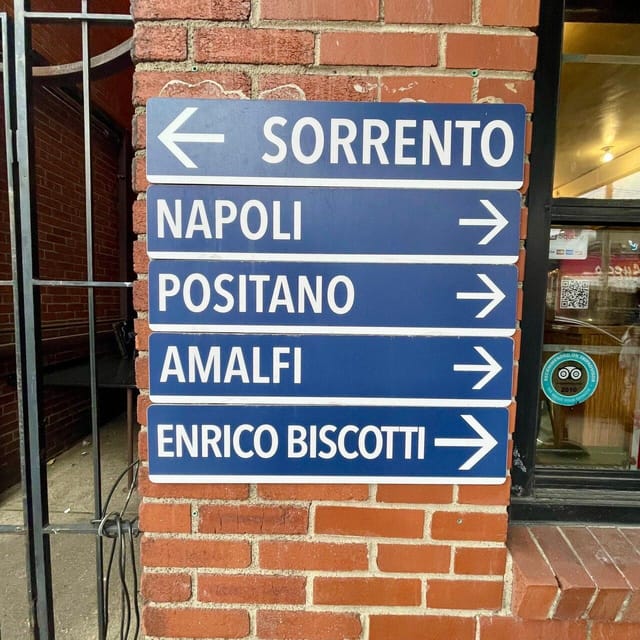 SORRENTO
NAPOLI
POSITANO
AMALFI
ENRICO BISCOTTI